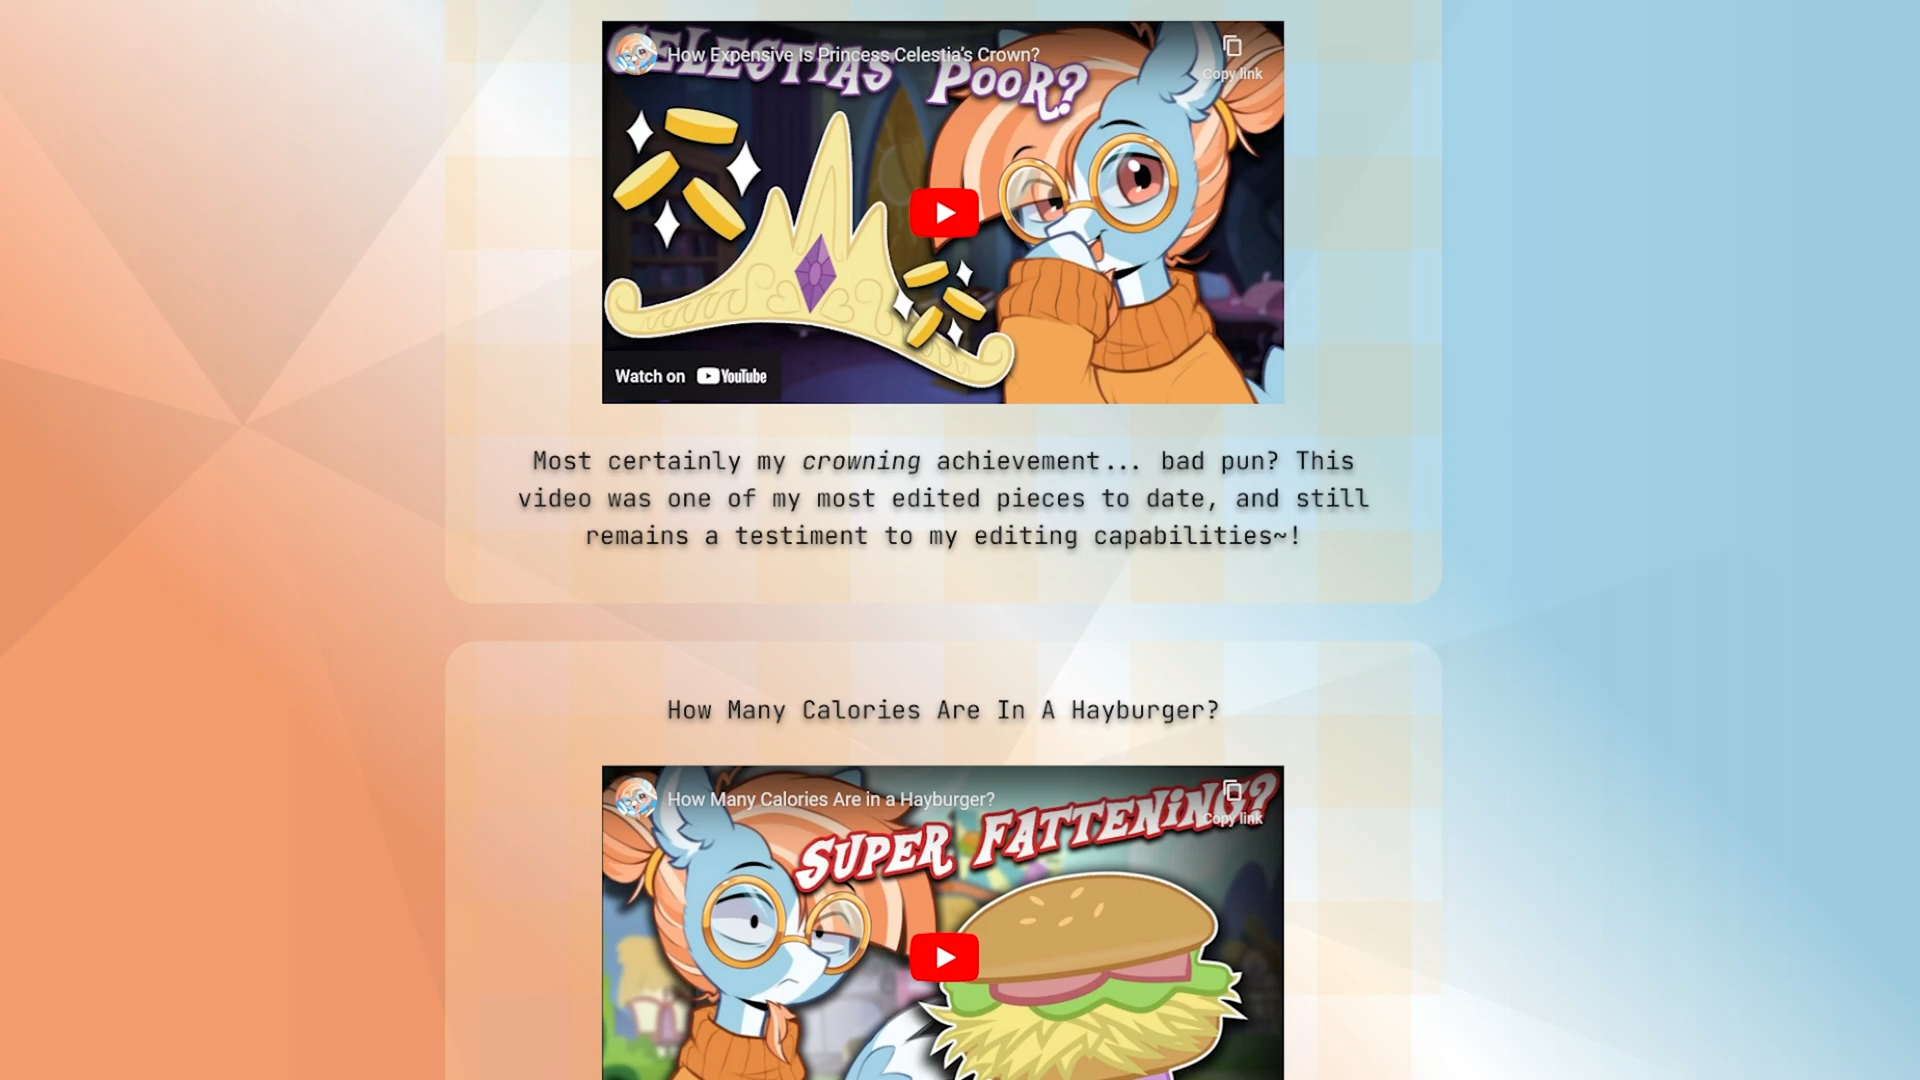 CELESTIAS POOR?
How Expensive Is Princess Celestia's Crown?
Copy link
Watch on YouTube
Most certainly my crowning achievement... bad pun? This
video was one of my most edited pieces to date, and still
remains a testiment to my editing capabilities~!
How Many Calories Are In A Hayburger?
How Many Calories Are in a Hayburger?
Copy link
SUPER FATTENING?